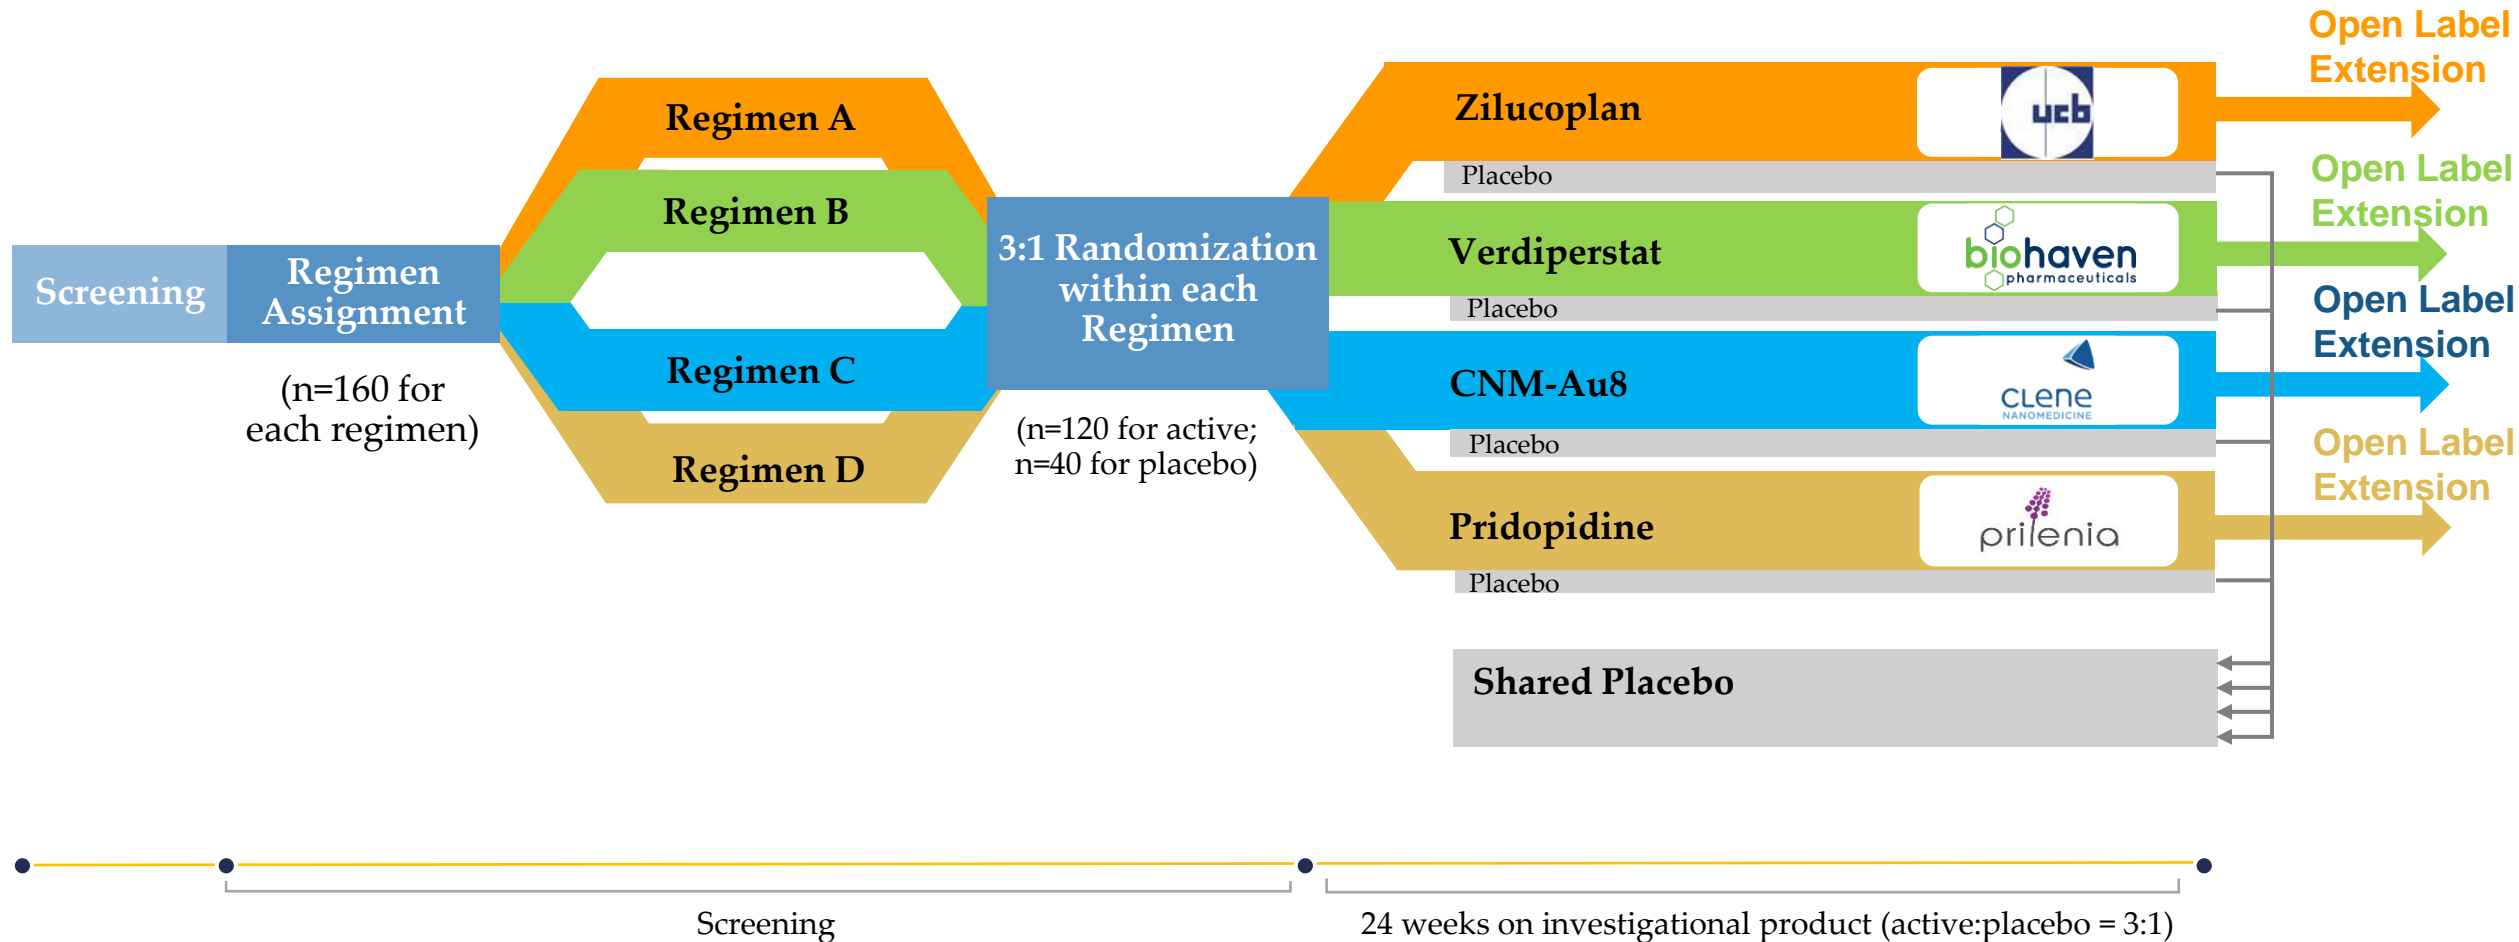 Screening
Regimen
Assignment
(n=160 for
each regimen)
Regimen A
Regimen B
Regimen C
Regimen D
3:1 Randomization
within each
Regimen
(n=120 for active;
n=40 for placebo)
Zilucoplan
ucb
Placebo
Verdiperstat
biohaven
pharmaceuticals
Placebo
CNM-Au8
CLENE
NANOMEDICINE
Placebo
Pridopidine
prilenia
Placebo
Shared Placebo
Open Label
Extension
Open Label
Extension
Open Label
Extension
Open Label
Extension
Screening
24 weeks on investigational product (active:placebo = 3:1)